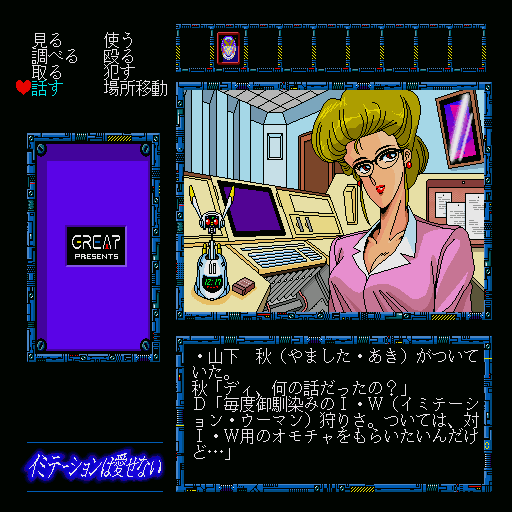 見る 使う
調べる 殴る
取る 犯す
話す 場所移動
GREAT
PRESENTS
12:17
・山下 秋（やました・あき）がついて
いた。
秋「ディ、何の話だったの？」
D「毎度御馴染みのI・W（イミテーシ
ョン・ウーマン）狩りさ。ついては、対
I・W用のオモチャをもらいたいんだけ
ど…」
イミテーションは愛せない